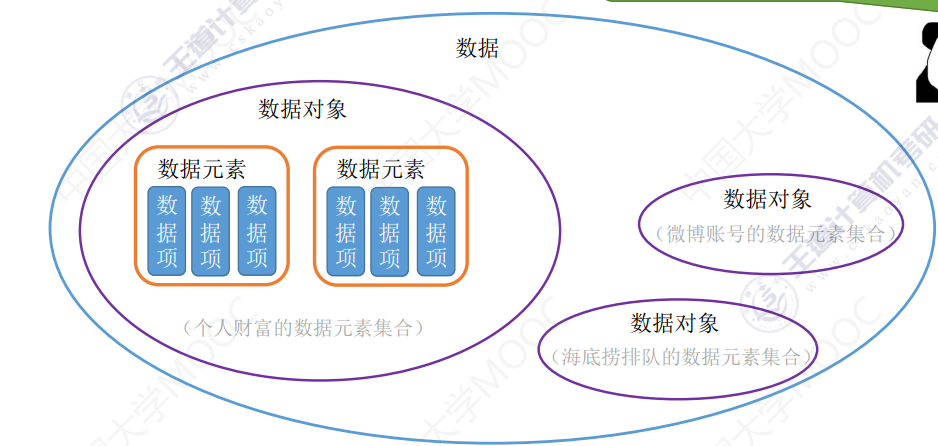 数据
数据对象
数据元素 数据元素
数据项 数据项 数据项 数据项 数据项 数据项
（个人财富的数据元素集合）
数据对象
（微博账号的数据元素集合）
数据对象
（海底捞排队的数据元素集合）
王道计算机考研
中国大学MOOC